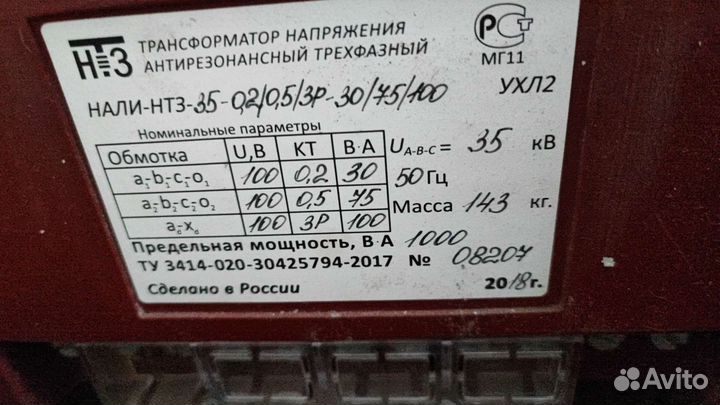 НТЗ ТРАНСФОРМАТОР НАПРЯЖЕНИЯ
АНТИРЕЗОНАНСНЫЙ ТРЕХФАЗНЫЙ
РСТ
МГ11
НАЛИ-НТЗ-35-0,2/0,5/3Р-30/75/100 УХЛ2
Номинальные параметры
Обмотка U,В КТ В·А
a₁-b₁-c₁-o₁ 100 0,2 30
a₂-b₂-c₂-o₂ 100 0,5 75
aд-xд 100 3Р 100
U A-B-C = 35 кВ
50 Гц
Масса 143 кг.
Предельная мощность, В·А 1000
ТУ 3414-020-30425794-2017 № 08207
Сделано в России 2018г.
Avito